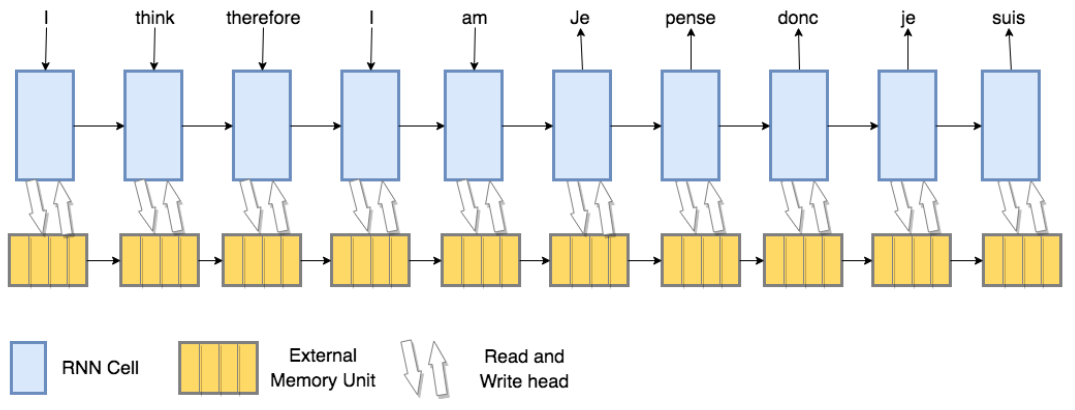 I think therefore I am Je pense donc je suis
RNN Cell
External
Memory Unit
Read and
Write head